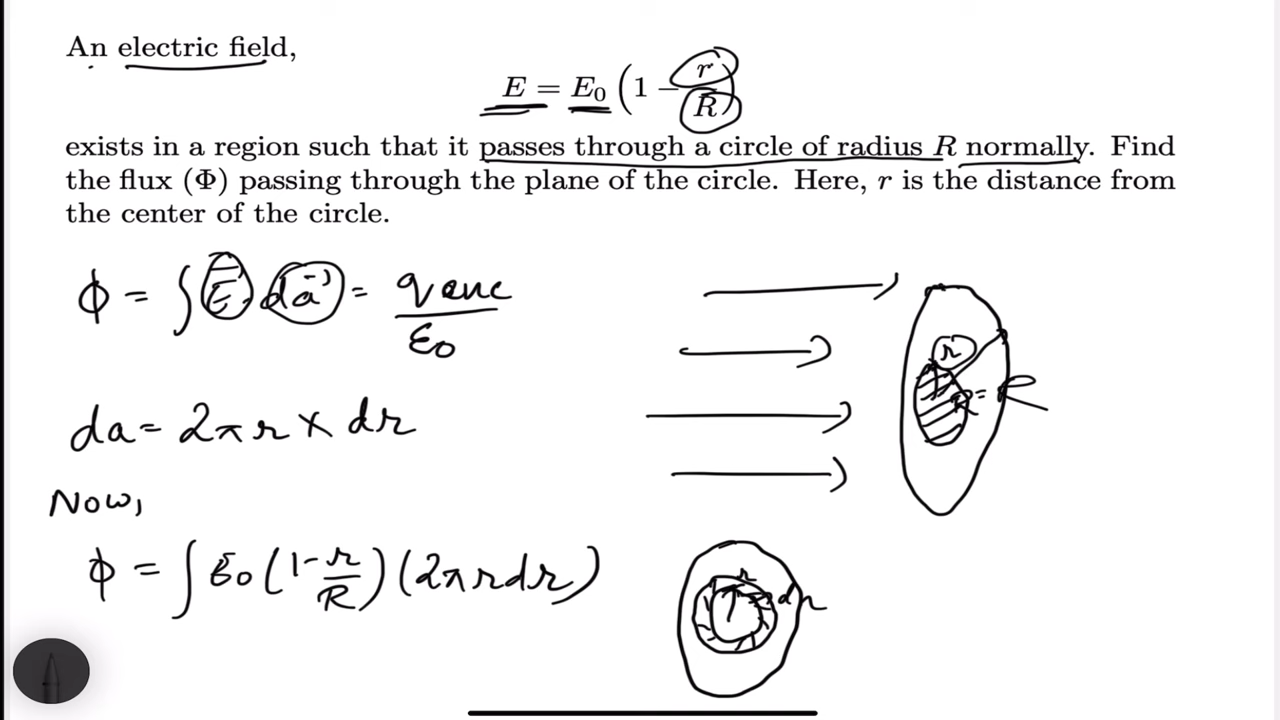 An electric field,
E = E₀ (1 − r/R)
exists in a region such that it passes through a circle of radius R normally. Find
the flux (Φ) passing through the plane of the circle. Here, r is the distance from
the center of the circle.
ϕ = ∫ E⃗ . da⃗ = q enc / ε₀
r
R
da = 2πr × dr
Now,
ϕ = ∫ E₀ (1 − r/R) (2πr dr)
r
dr